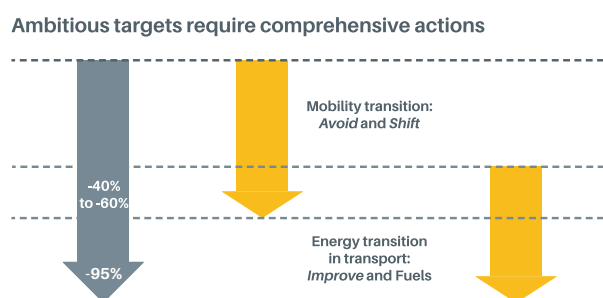 Ambitious targets require comprehensive actions
Mobility transition:
Avoid and Shift
-40%
to -60%
Energy transition
in transport:
Improve and Fuels
-95%